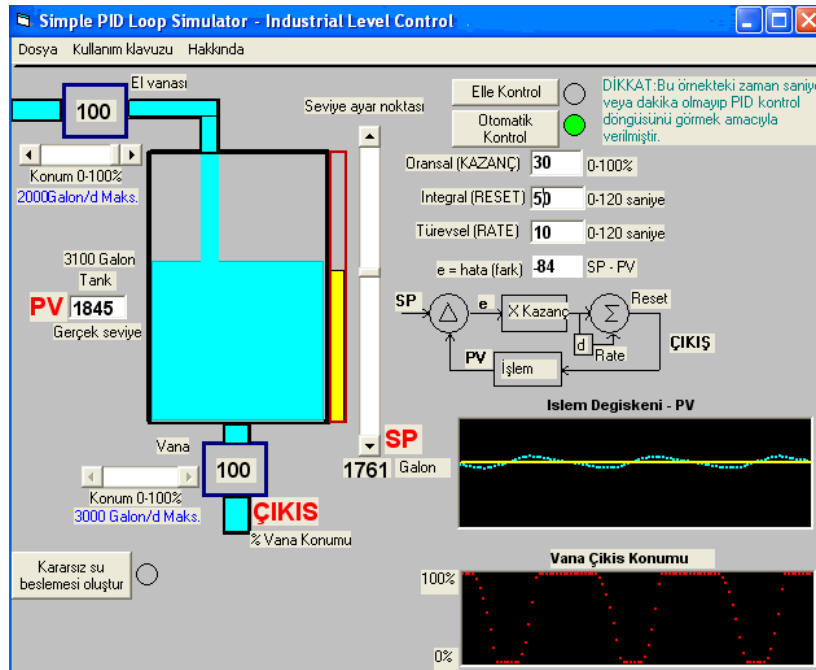 Simple PID Loop Simulator - Industrial Level Control
Dosya Kullanım klavuzu Hakkında
El vanası
100
Konum 0-100%
2000Galon/d Maks.
Seviye ayar noktası
Elle Kontrol
Otomatik
Kontrol
DİKKAT:Bu örnekteki zaman saniye
veya dakika olmayıp PID kontrol
döngüsünü görmek amacıyla
verilmiştir.
Oransal (KAZANÇ) 30 0-100%
Integral (RESET) 50 0-120 saniye
Türevsel (RATE) 10 0-120 saniye
e = hata (fark) -84 SP - PV
3100 Galon
Tank
PV 1845
Gerçek seviye
SP
e
X Kazanç
Reset
Δ
Σ
d
Rate
ÇIKIŞ
PV
İşlem
Vana
100
Konum 0-100%
3000 Galon/d Maks.
SP
1761 Galon
ÇIKIS
% Vana Konumu
Kararsız su
beslemesi oluştur
Islem Degiskeni - PV
Vana Çikis Konumu
100%
0%